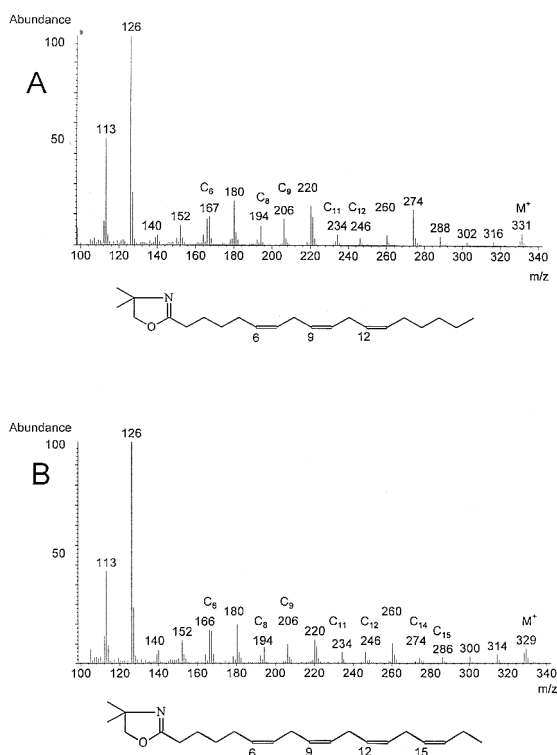 Abundance
100
126
A
50
113
C6
167
180
C8
194
C9
206
220
C11
234
C12
246
260
274
288
302
316
M+
331
140
152
100 120 140 160 180 200 220 240 260 280 300 320 340
m/z
N
O
6
9
12
Abundance
100
126
B
50
113
C6
166
180
C8
194
C9
206
220
C11
234
C12
246
260
C14
274
C15
286
300
314
M+
329
140
152
100 120 140 160 180 200 220 240 260 280 300 320 340
m/z
N
O
6
9
12
15